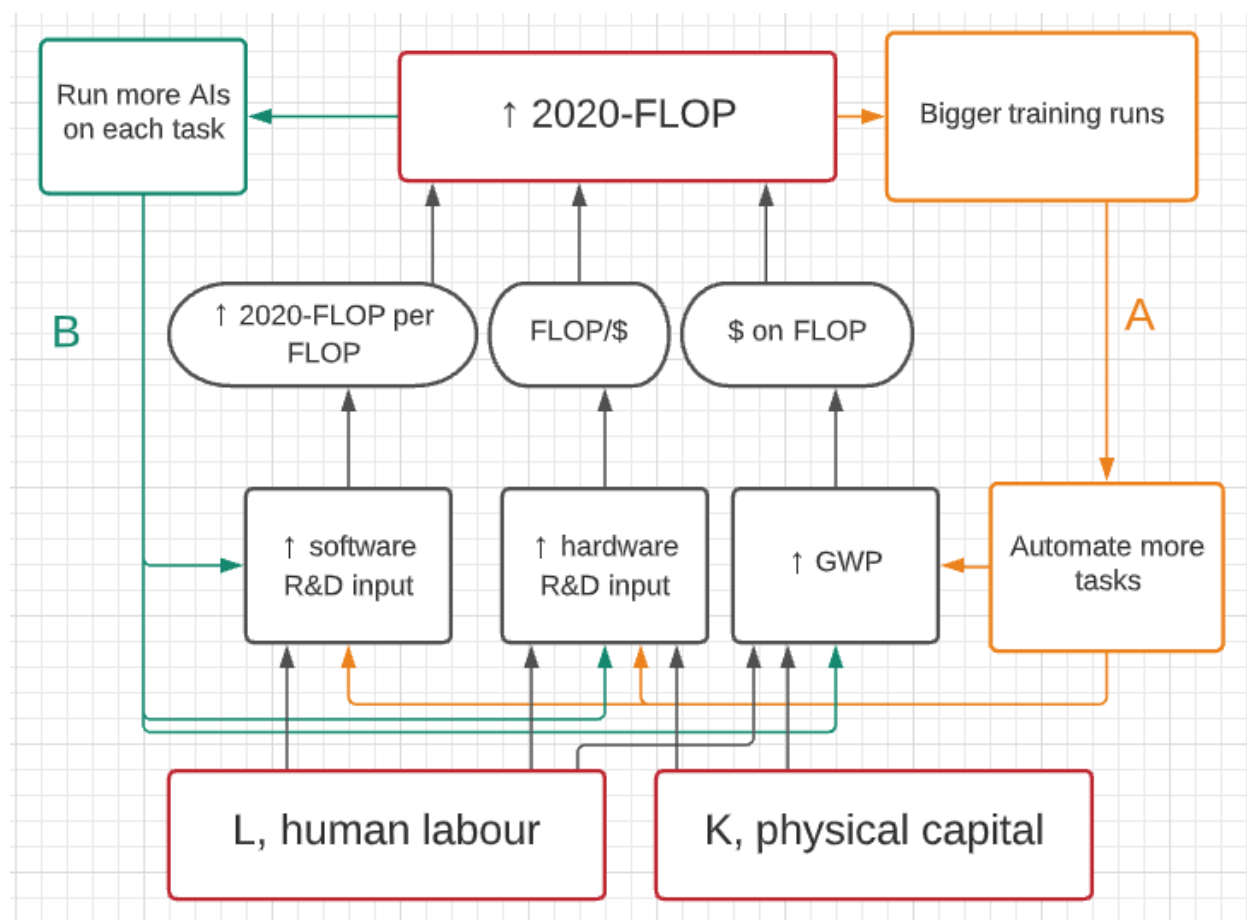 Run more AIs
on each task
↑ 2020-FLOP
Bigger training runs
B
↑ 2020-FLOP per
FLOP
FLOP/$
$ on FLOP
A
↑ software
R&D input
↑ hardware
R&D input
↑ GWP
Automate more
tasks
L, human labour
K, physical capital